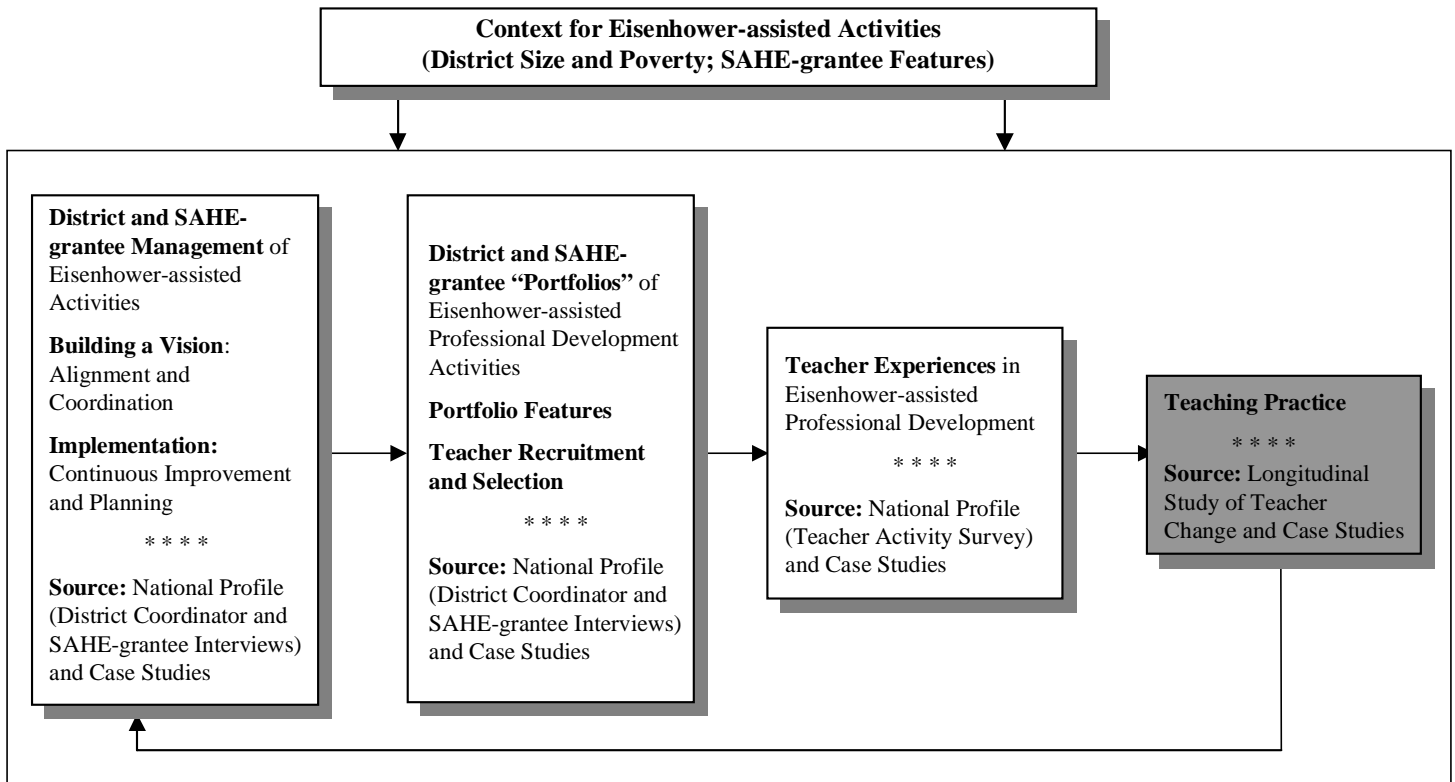 Context for Eisenhower-assisted Activities
(District Size and Poverty; SAHE-grantee Features)
District and SAHE-
grantee Management of
Eisenhower-assisted
Activities
Building a Vision:
Alignment and
Coordination
Implementation:
Continuous Improvement
and Planning
* * * *
Source: National Profile
(District Coordinator and
SAHE-grantee Interviews)
and Case Studies
District and SAHE-
grantee “Portfolios” of
Eisenhower-assisted
Professional Development
Activities
Portfolio Features
Teacher Recruitment
and Selection
* * * *
Source: National Profile
(District Coordinator and
SAHE-grantee Interviews)
and Case Studies
Teacher Experiences in
Eisenhower-assisted
Professional Development
* * * *
Source: National Profile
(Teacher Activity Survey)
and Case Studies
Teaching Practice
* * * *
Source: Longitudinal
Study of Teacher
Change and Case Studies